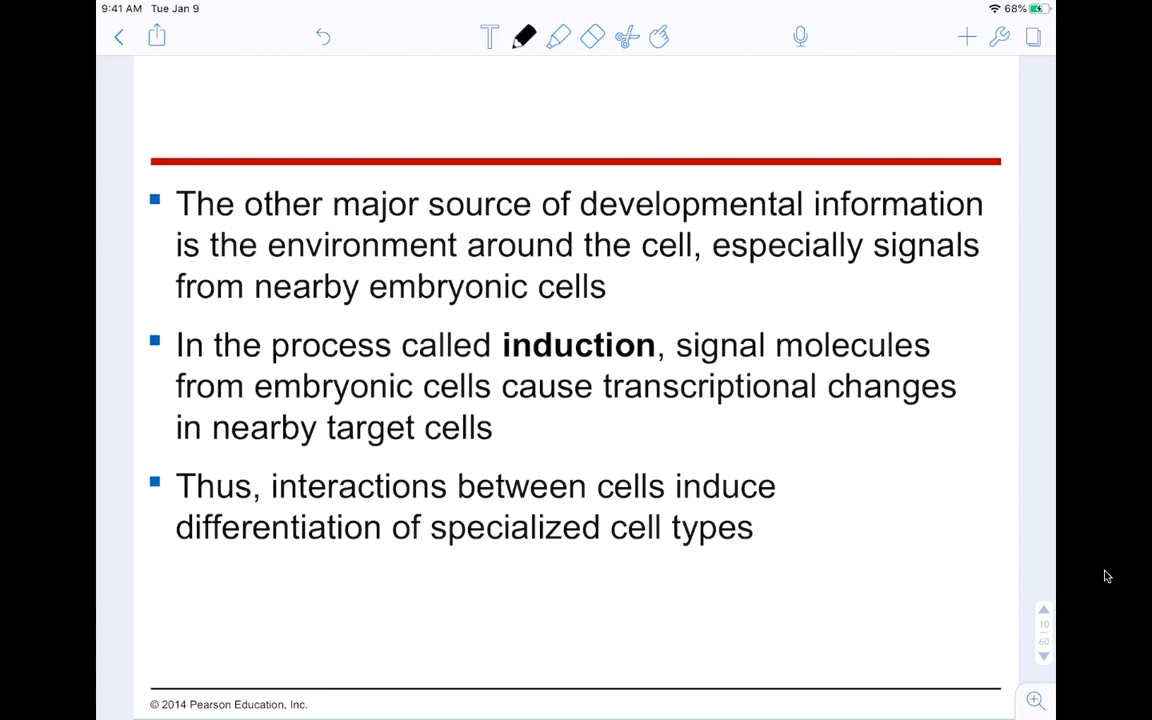 9:41 AM Tue Jan 9
68%
T
The other major source of developmental information
is the environment around the cell, especially signals
from nearby embryonic cells
In the process called induction, signal molecules
from embryonic cells cause transcriptional changes
in nearby target cells
Thus, interactions between cells induce
differentiation of specialized cell types
10
60
© 2014 Pearson Education, Inc.